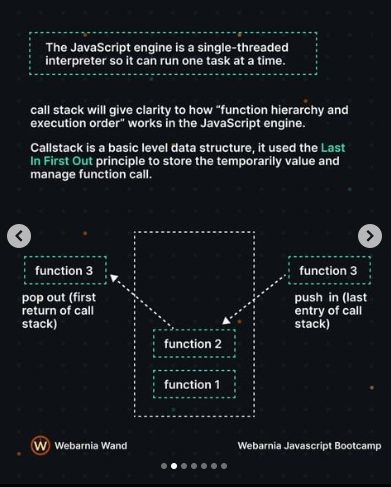 The JavaScript engine is a single-threaded
interpreter so it can run one task at a time.
call stack will give clarity to how “function hierarchy and
execution order” works in the JavaScript engine.
Callstack is a basic level data structure, it used the Last
In First Out principle to store the temporarily value and
manage function call.
function 3
function 3
pop out (first
return of call
stack)
push in (last
entry of call
stack)
function 2
function 1
W
Webarnia Wand
Webarnia Javascript Bootcamp